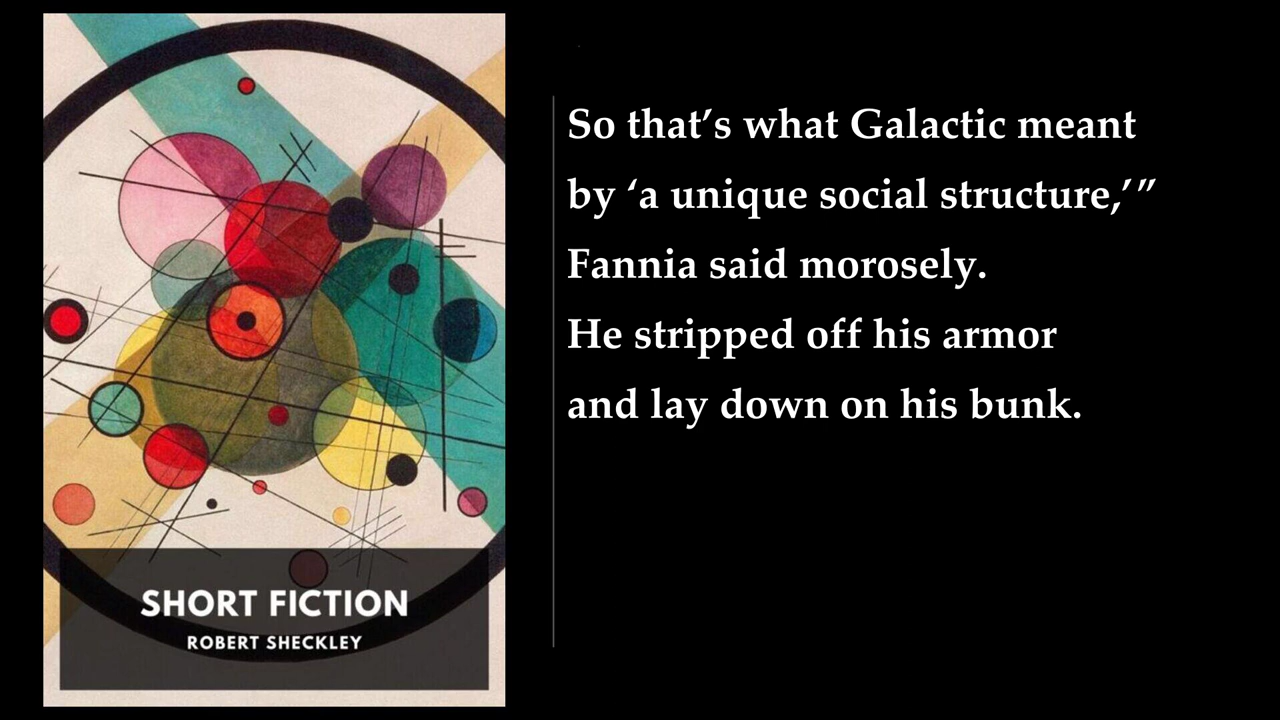 SHORT FICTION
ROBERT SHECKLEY
So that’s what Galactic meant
by ‘a unique social structure,’”
Fannia said morosely.
He stripped off his armor
and lay down on his bunk.